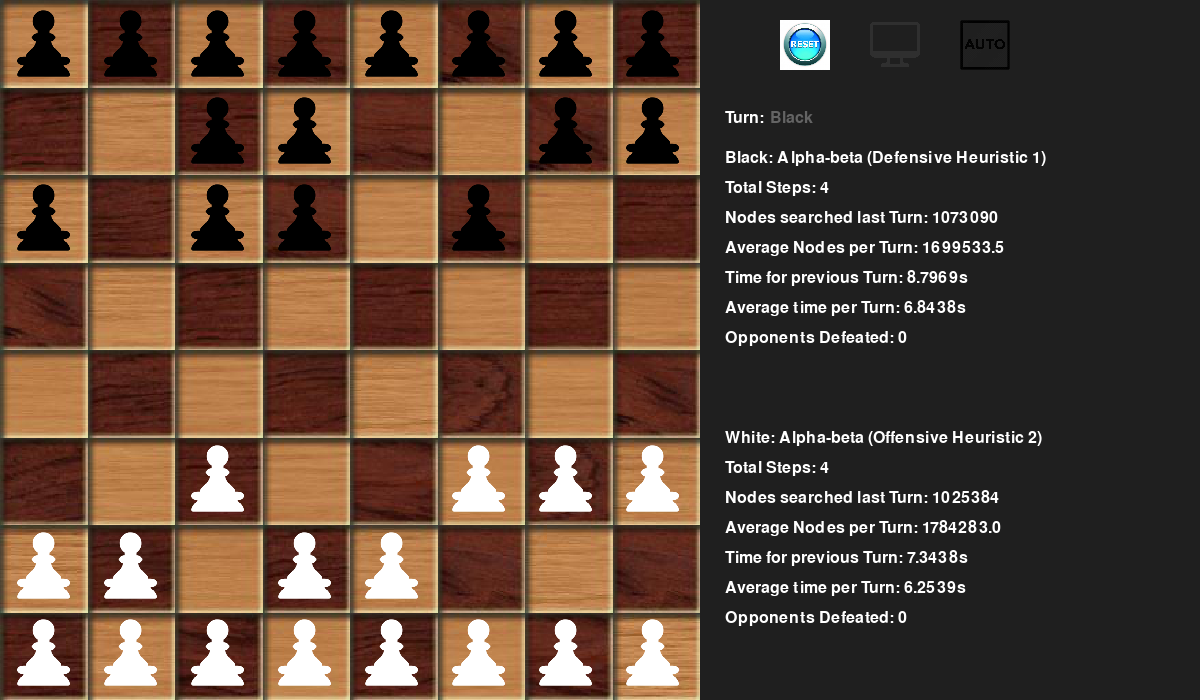 RESET
AUTO
Turn: Black
Black: Alpha-beta (Defensive Heuristic 1)
Total Steps: 4
Nodes searched last Turn: 1073090
Average Nodes per Turn: 1699533.5
Time for previous Turn: 8.7969s
Average time per Turn: 6.8438s
Opponents Defeated: 0
White: Alpha-beta (Offensive Heuristic 2)
Total Steps: 4
Nodes searched last Turn: 1025384
Average Nodes per Turn: 1784283.0
Time for previous Turn: 7.3438s
Average time per Turn: 6.2539s
Opponents Defeated: 0